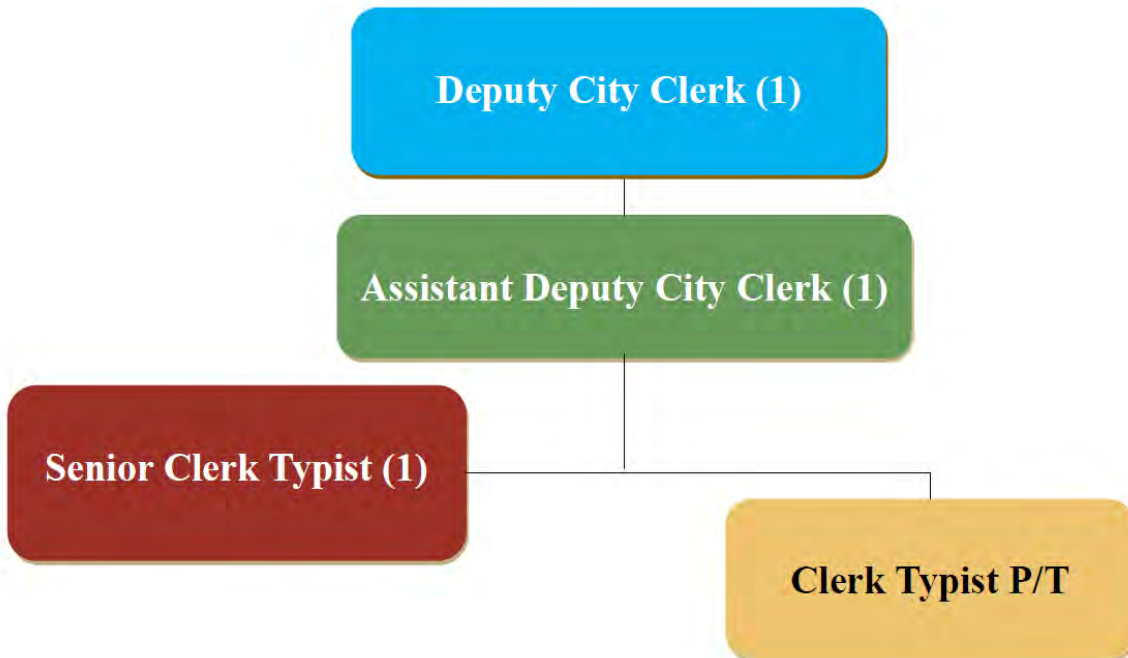 Deputy City Clerk (1)
Assistant Deputy City Clerk (1)
Senior Clerk Typist (1)
Clerk Typist P/T